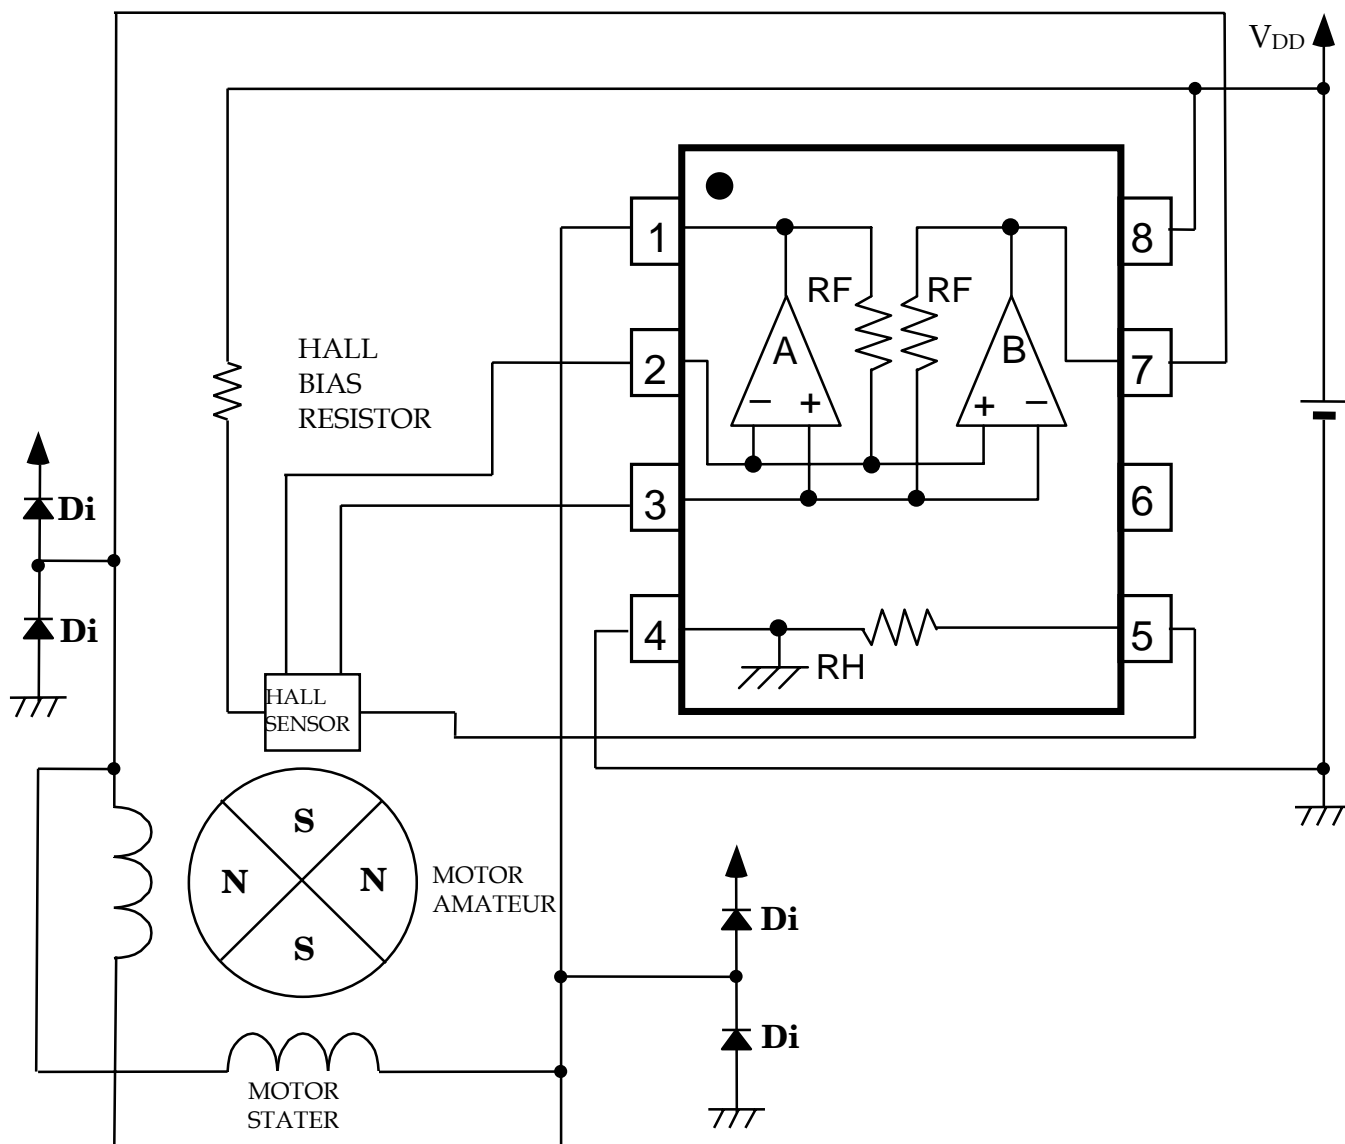 VDD
1
8
RF
RF
A
B
HALL
BIAS
RESISTOR
2
7
− +
+ −
Di
3
6
Di
4
5
RH
HALL
SENSOR
S
N
N
S
MOTOR
AMATEUR
Di
Di
MOTOR
STATER